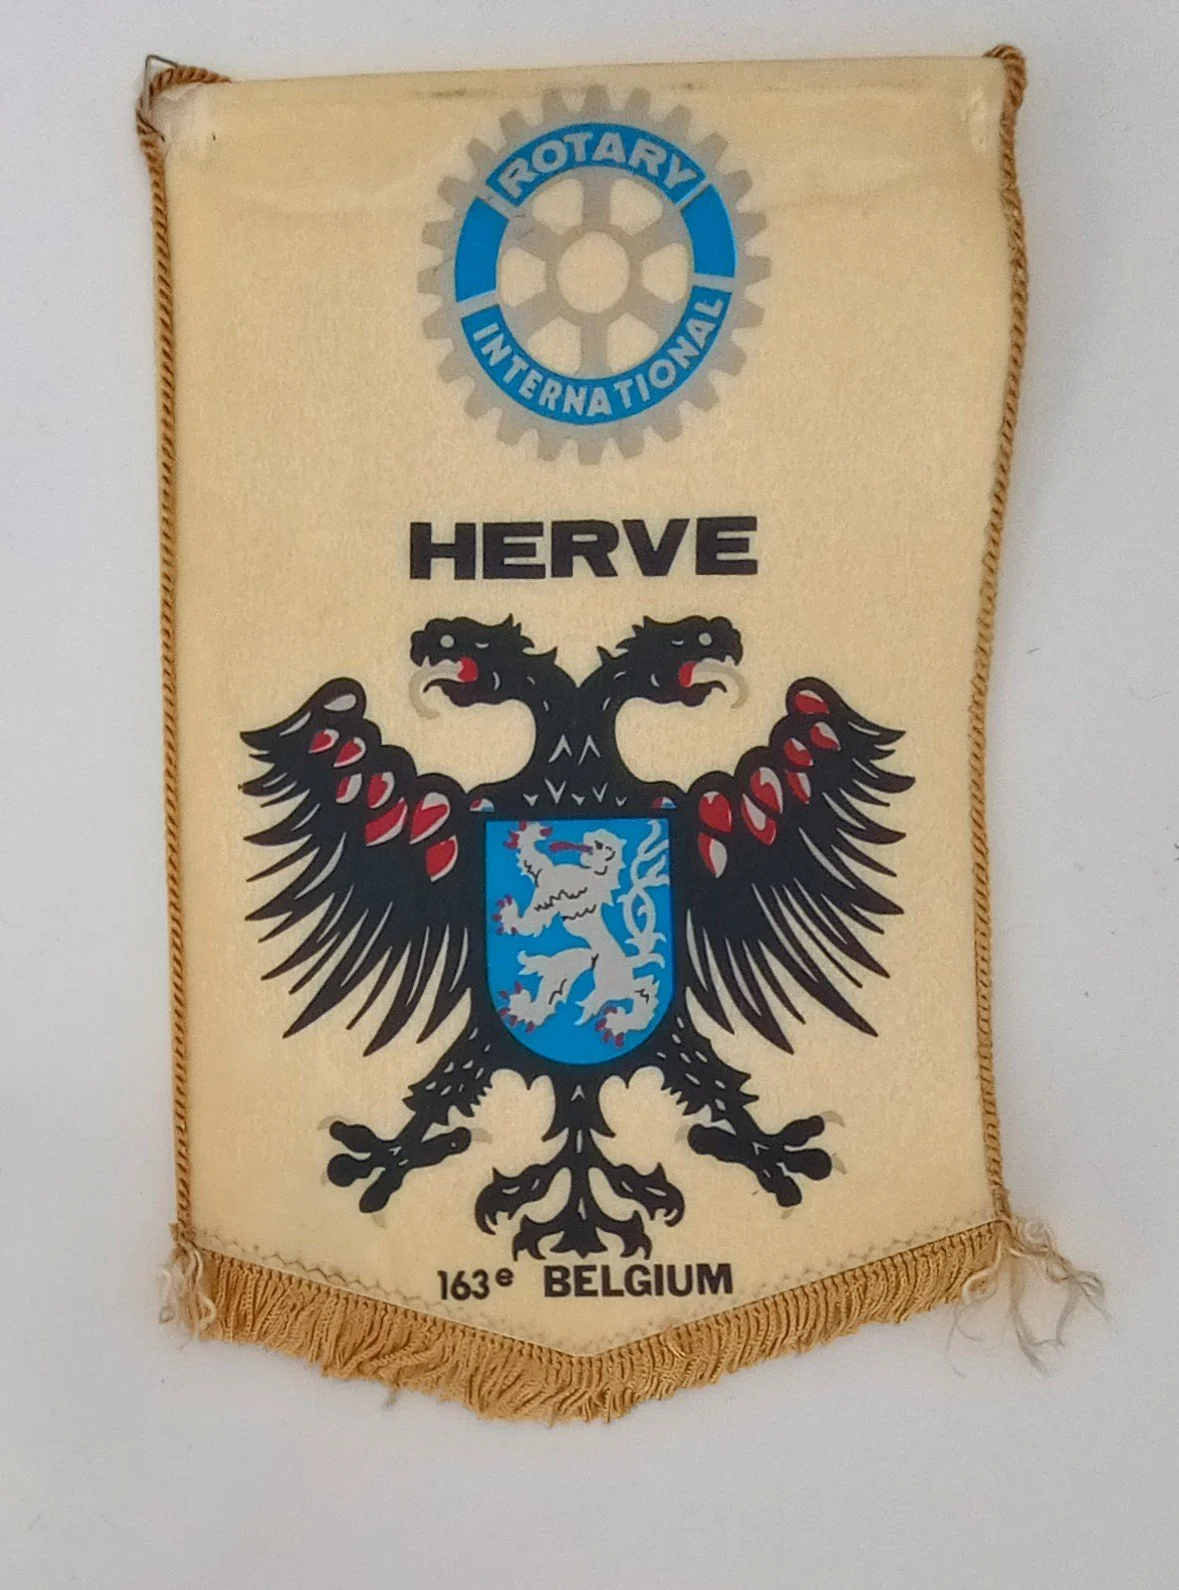 ROTARY
INTERNATIONAL
HERVE
163e BELGIUM